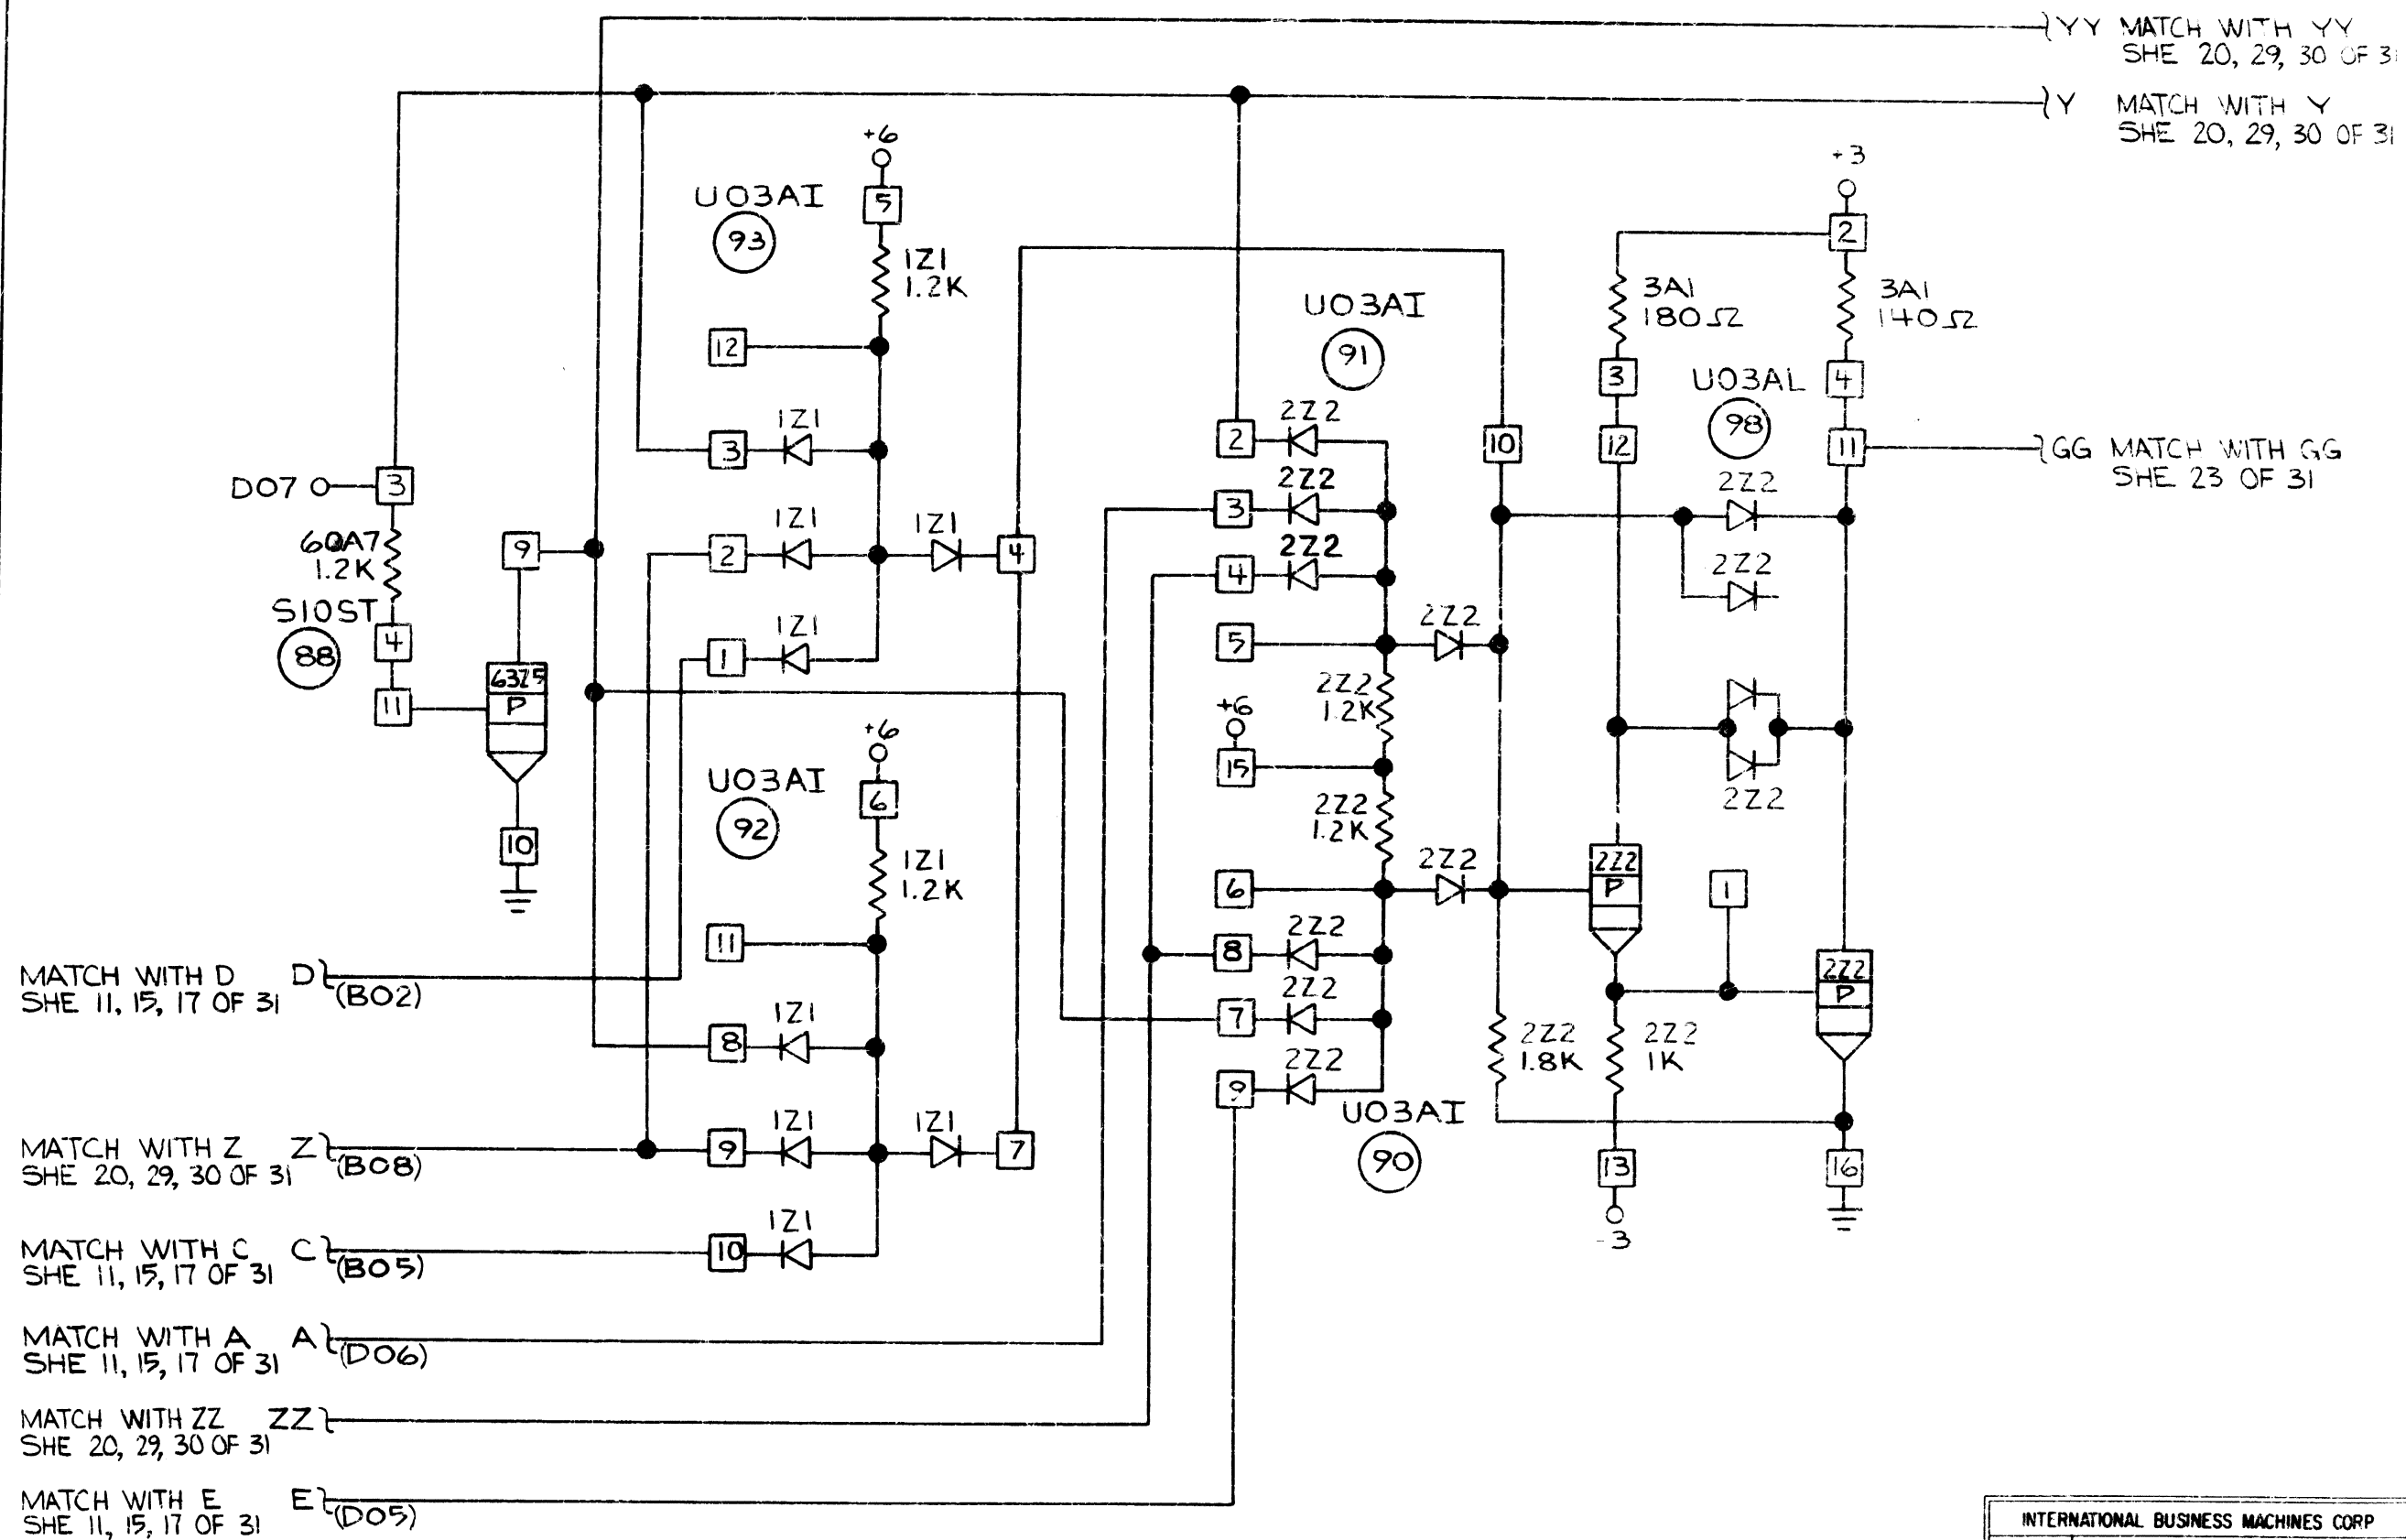 YY MATCH WITH YY
SHE 20, 29, 30 OF 31
Y MATCH WITH Y
SHE 20, 29, 30 OF 31
+6
+3
U03AI
5
93
1Z1
1.2K
2
U03AI
3A1
180Ω
3A1
140Ω
12
91
3
U03AL
4
1Z1
2Z2
98
3
2
10
12
11
GG MATCH WITH GG
SHE 23 OF 31
D07
3
2Z2
2Z2
3
60A7
1.2K
9
1Z1
2
1Z1
4
2Z2
4
2Z2
S10ST
88
4
1Z1
1
5
2Z2
63Z5
P
11
2Z2
1.2K
+6
+6
15
U03AI
6
2Z2
1.2K
2Z2
92
10
1Z1
1.2K
6
2Z2
2Z2
P
1
11
8
2Z2
2Z2
P
MATCH WITH D D
SHE 11, 15, 17 OF 31 (B02)
1Z1
8
7
2Z2
2Z2
1.8K
2Z2
1K
9
2Z2
U03AI
MATCH WITH Z Z
SHE 20, 29, 30 OF 31 (B08)
1Z1
9
1Z1
7
90
13
16
-3
MATCH WITH C C
SHE 11, 15, 17 OF 31 (B05)
1Z1
10
MATCH WITH A A
SHE 11, 15, 17 OF 31 (D06)
MATCH WITH ZZ ZZ
SHE 20, 29, 30 OF 31
MATCH WITH E E
SHE 11, 15, 17 OF 31 (D05)
INTERNATIONAL BUSINESS MACHINES CORP